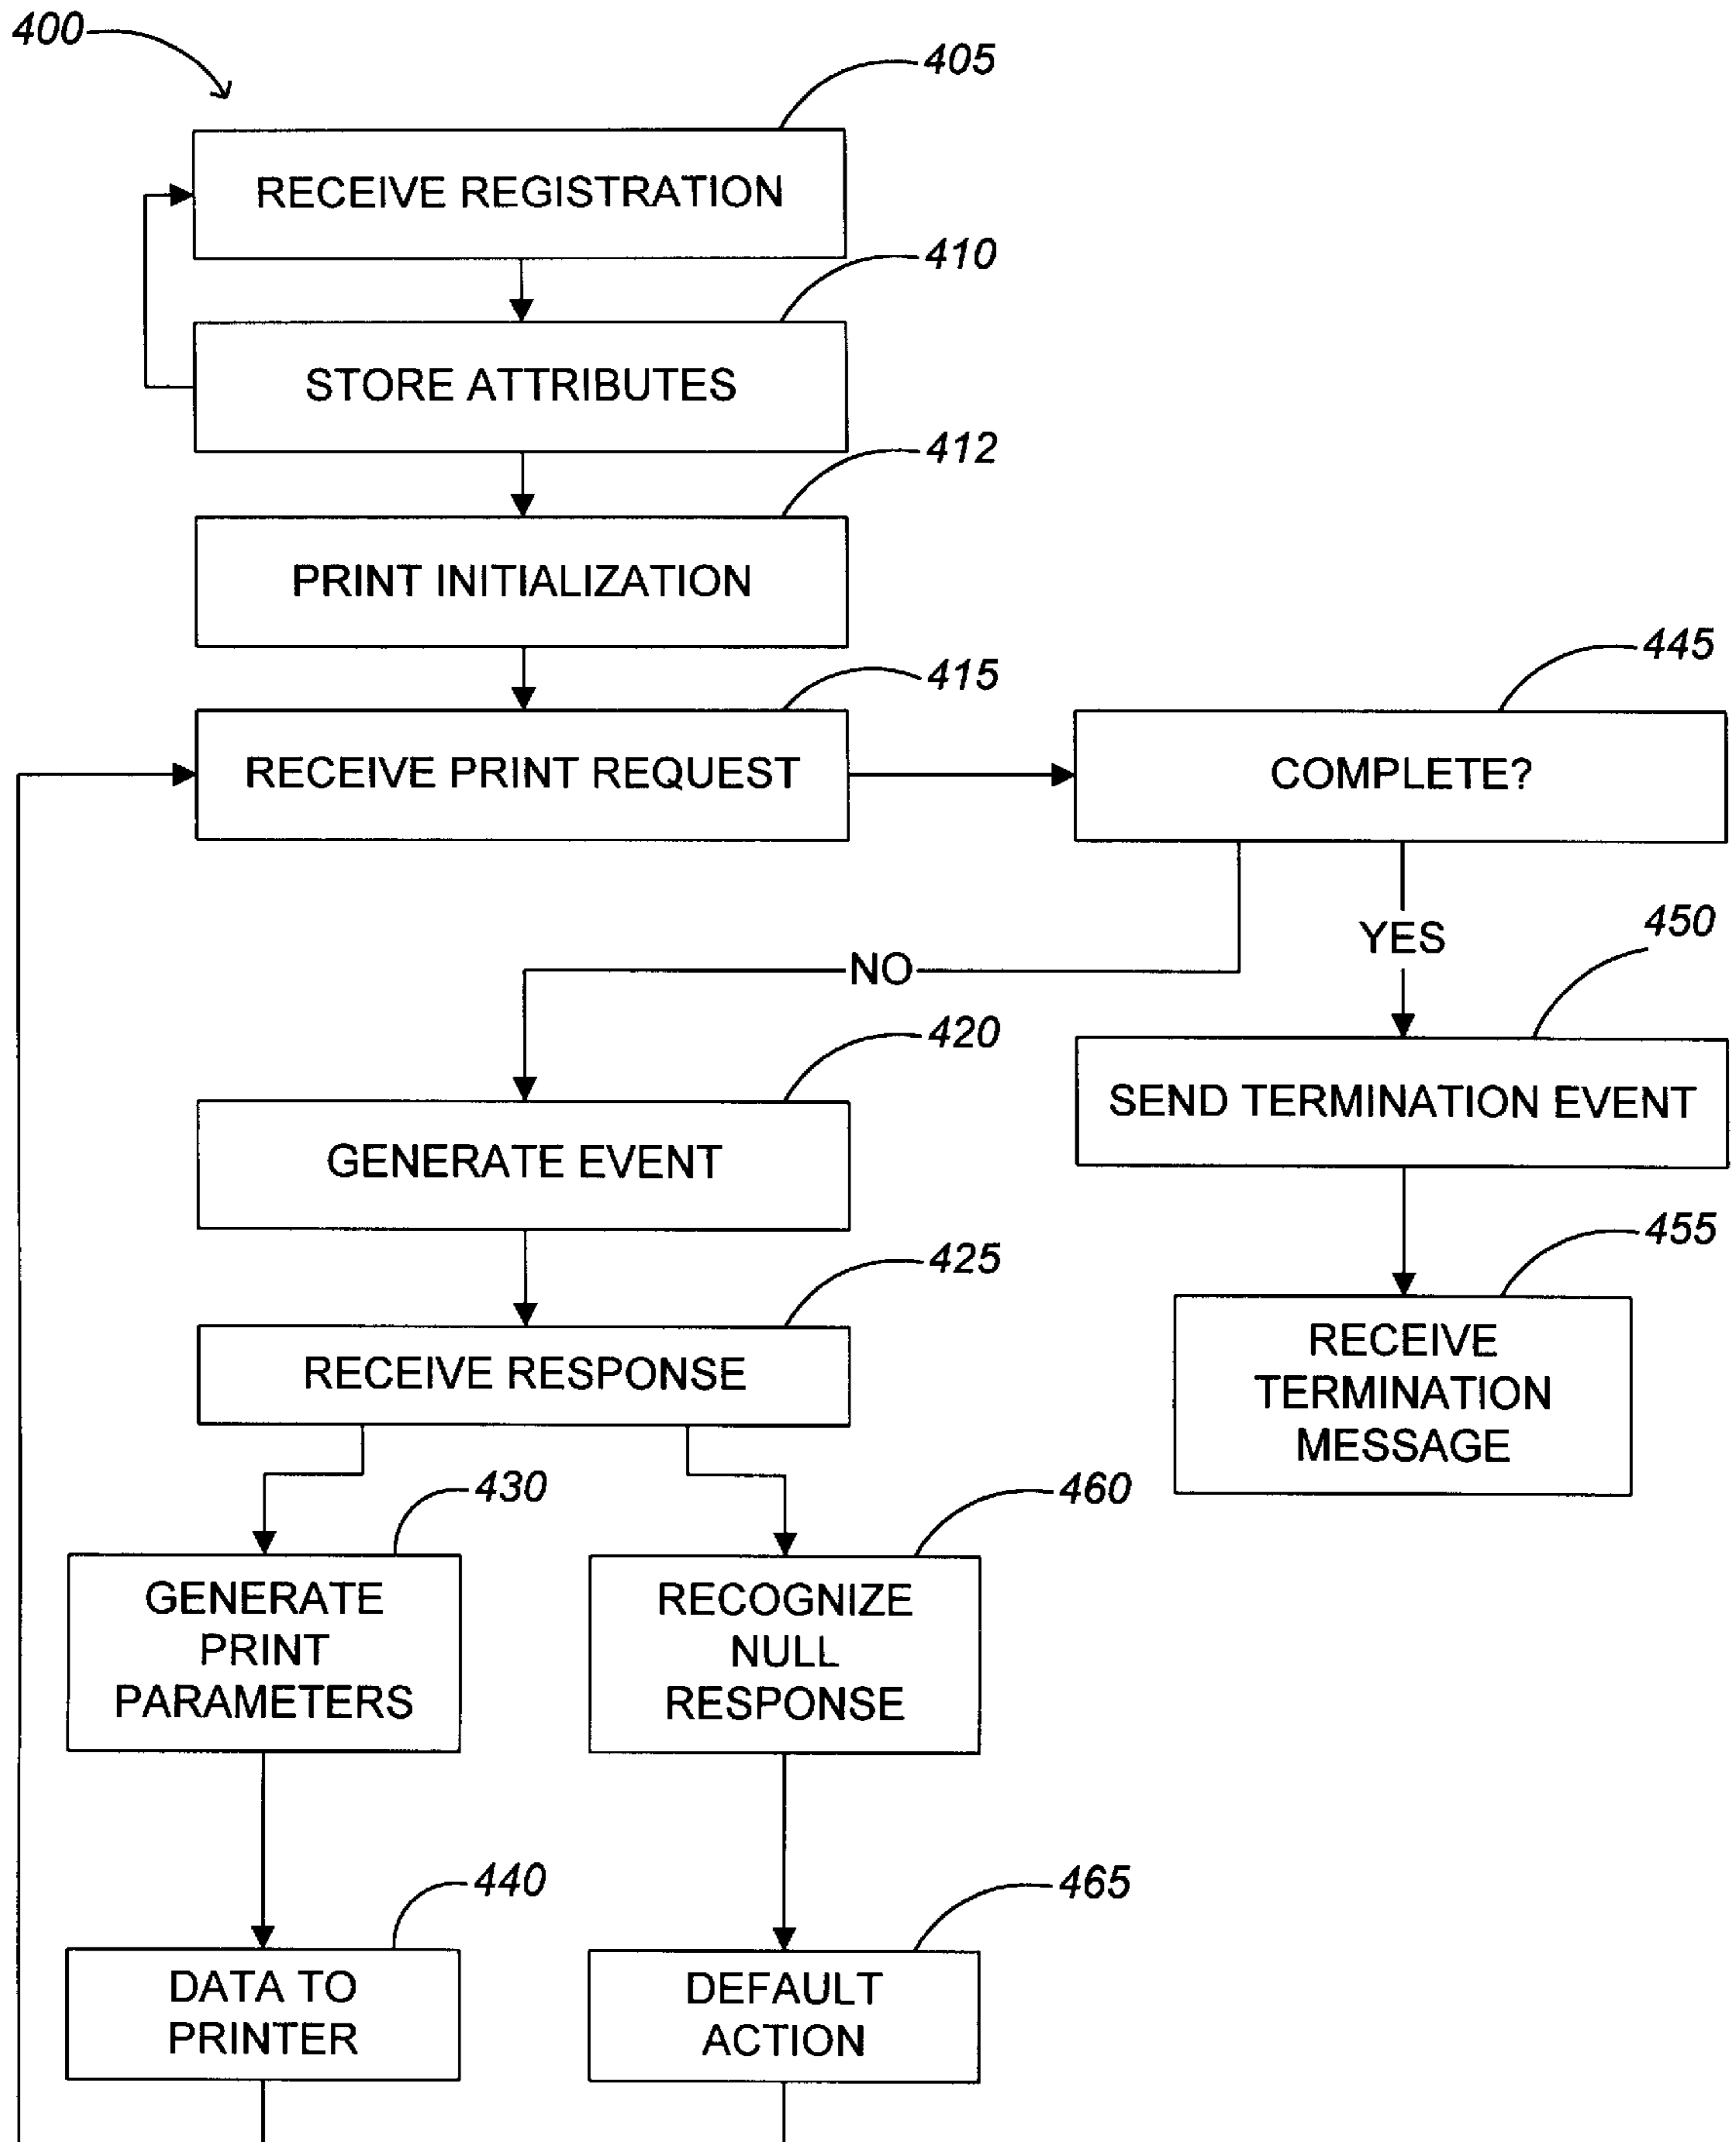 400
405
RECEIVE REGISTRATION
410
STORE ATTRIBUTES
412
PRINT INITIALIZATION
415
RECEIVE PRINT REQUEST
445
COMPLETE?
NO
YES
450
SEND TERMINATION EVENT
420
GENERATE EVENT
455
RECEIVE
TERMINATION
MESSAGE
425
RECEIVE RESPONSE
430
GENERATE
PRINT
PARAMETERS
460
RECOGNIZE
NULL
RESPONSE
440
DATA TO
PRINTER
465
DEFAULT
ACTION